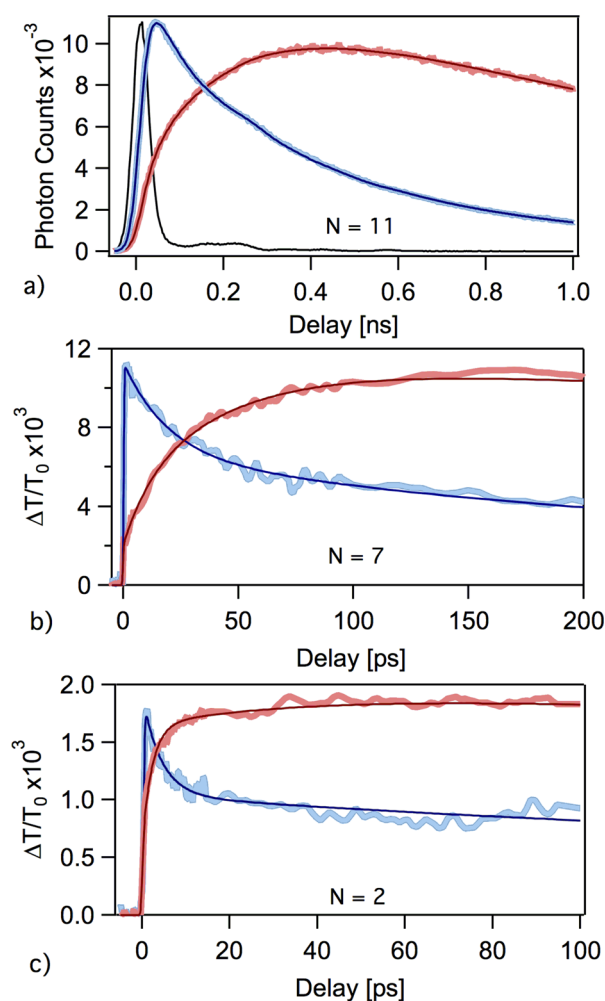 Photon Counts x10-3
10
8
6
4
2
0
N = 11
0.0 0.2 0.4 0.6 0.8 1.0
a)
Delay [ns]
ΔT/T0 x10³
12
8
4
0
N = 7
0 50 100 150 200
b)
Delay [ps]
ΔT/T0 x10³
2.0
1.5
1.0
0.5
0.0
N = 2
0 20 40 60 80 100
c)
Delay [ps]